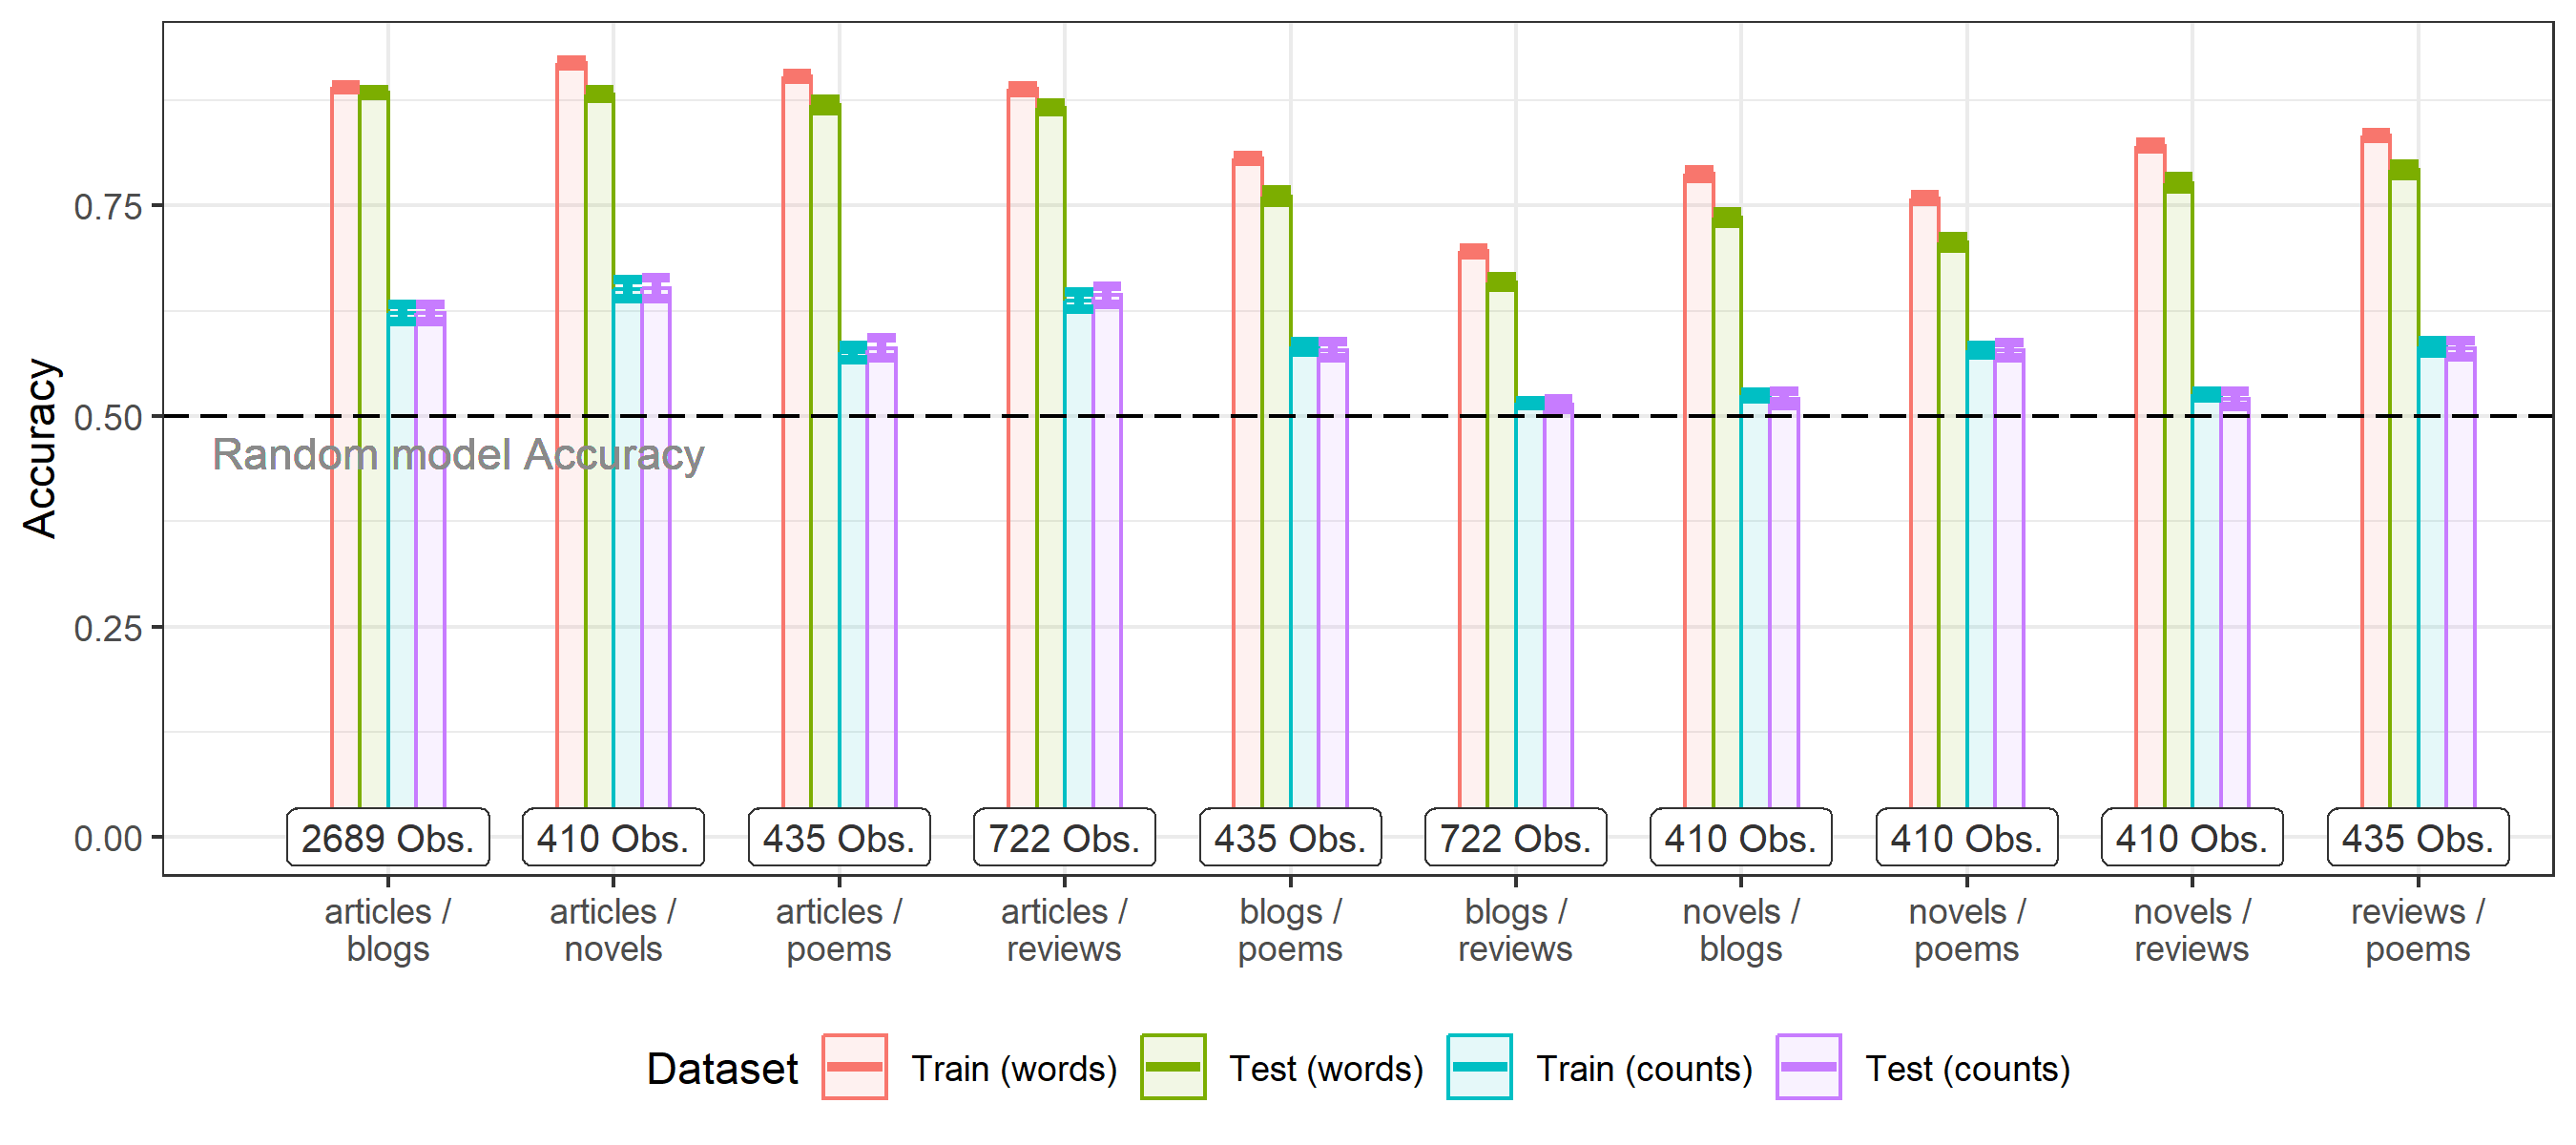 Accuracy
0.75
0.50
0.25
0.00
Random model Accuracy
2689 Obs.
410 Obs.
435 Obs.
722 Obs.
435 Obs.
722 Obs.
410 Obs.
410 Obs.
410 Obs.
435 Obs.
articles /
blogs
articles /
novels
articles /
poems
articles /
reviews
blogs /
poems
blogs /
reviews
novels /
blogs
novels /
poems
novels /
reviews
reviews /
poems
Dataset
Train (words)
Test (words)
Train (counts)
Test (counts)